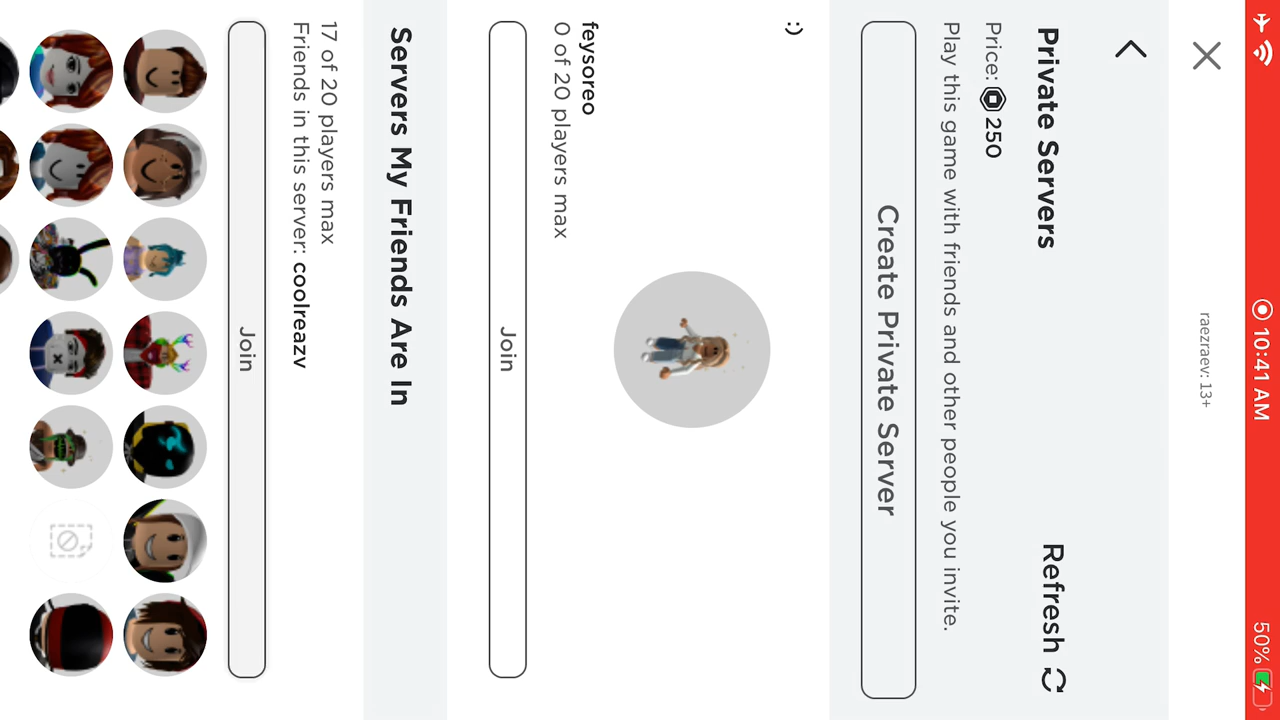 10:41 AM
50%
raezraev: 13+
Private Servers
Refresh
Price: 250
Play this game with friends and other people you invite.
Create Private Server
:)
feysoreo
0 of 20 players max
Join
Servers My Friends Are In
17 of 20 players max
Friends in this server: coolreazv
Join